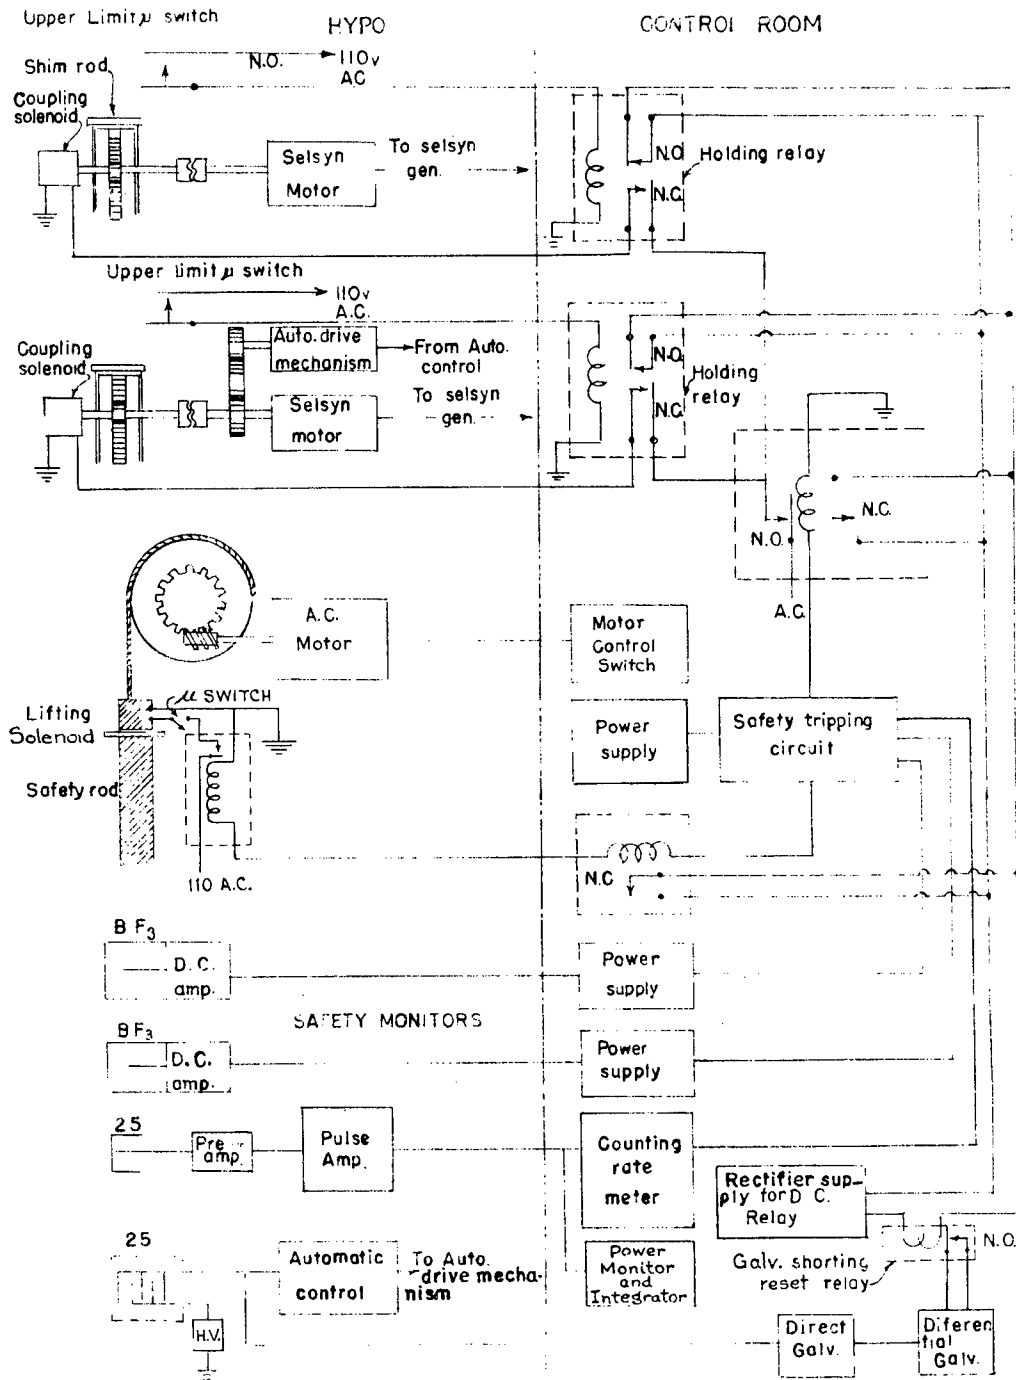 Upper Limit μ switch
HYPO
CONTROL ROOM
N.O.
110v
AC
Shim rod
Coupling
solenoid
Selsyn
Motor
To selsyn
gen.
N.O.
N.C.
Holding relay
Upper limit μ switch
110v
A.C.
Coupling
solenoid
Auto. drive
mechanism
From Auto.
control
Selsyn
motor
To selsyn
gen.
N.O.
N.C.
Holding
relay
N.O.
N.C.
A.C.
A.C.
Motor
Motor
Control
Switch
μ SWITCH
Lifting
Solenoid
Safety rod
110 A.C.
Power
supply
Safety tripping
circuit
N.C
BF3
D.C.
amp.
Power
supply
SAFETY MONITORS
BF3
D.C.
amp.
Power
supply
25
Pre
amp.
Pulse
Amp.
Counting
rate
meter
Rectifier sup-
ply for D C.
Relay
N.O.
Galv. shorting
reset relay
25
Automatic
control
To Auto.
drive mecha-
nism
Power
Monitor
and
Integrator
H.V.
Direct
Galv.
Diferen
tial
Galv.